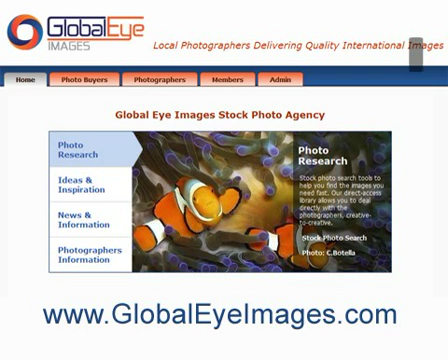 GlobalEye
IMAGES
Local Photographers Delivering Quality International Images
Home
Photo Buyers
Photographers
Members
Admin
Global Eye Images Stock Photo Agency
Photo
Research
Ideas &
Inspiration
News &
Information
Photographers
Information
Photo
Research
Stock photo search tools to
help you find the images you
need fast. Our direct-access
library allows you to deal
directly with the
photographers, creative-
to-creative.
Stock Photo Search
Photo: C.Botella
www.GlobalEyeImages.com